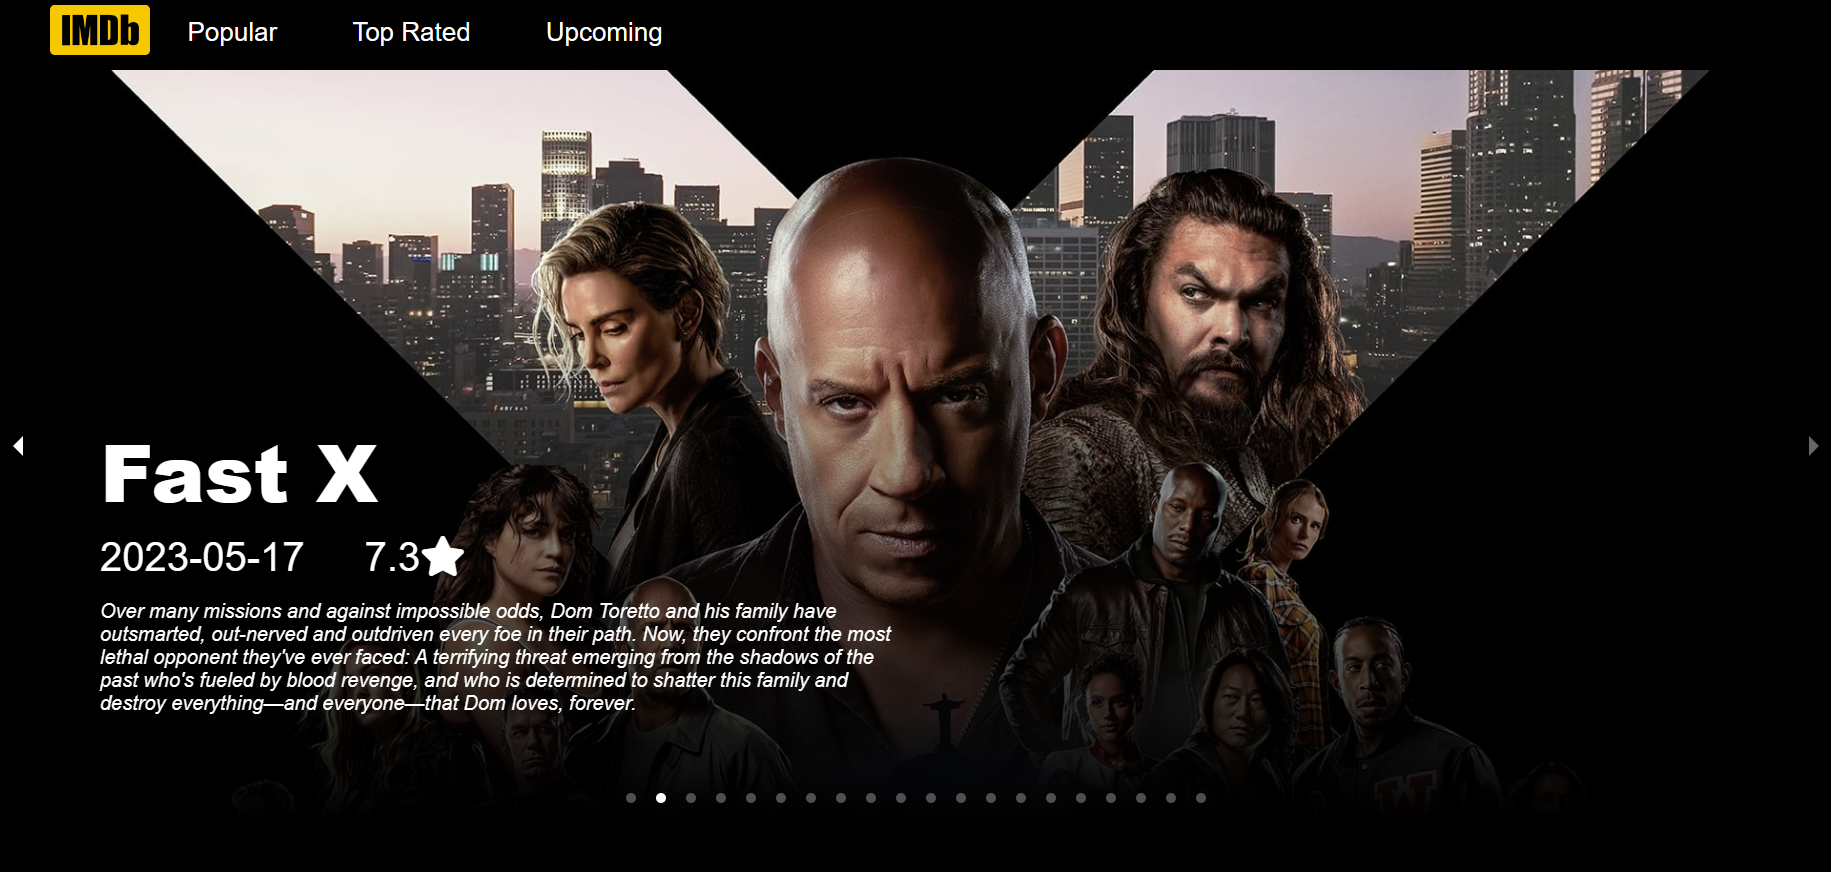 IMDb Popular Top Rated Upcoming
Fast X
2023-05-17 7.3
Over many missions and against impossible odds, Dom Toretto and his family have
outsmarted, out-nerved and outdriven every foe in their path. Now, they confront the most
lethal opponent they've ever faced: A terrifying threat emerging from the shadows of the
past who's fueled by blood revenge, and who is determined to shatter this family and
destroy everything—and everyone—that Dom loves, forever.
W